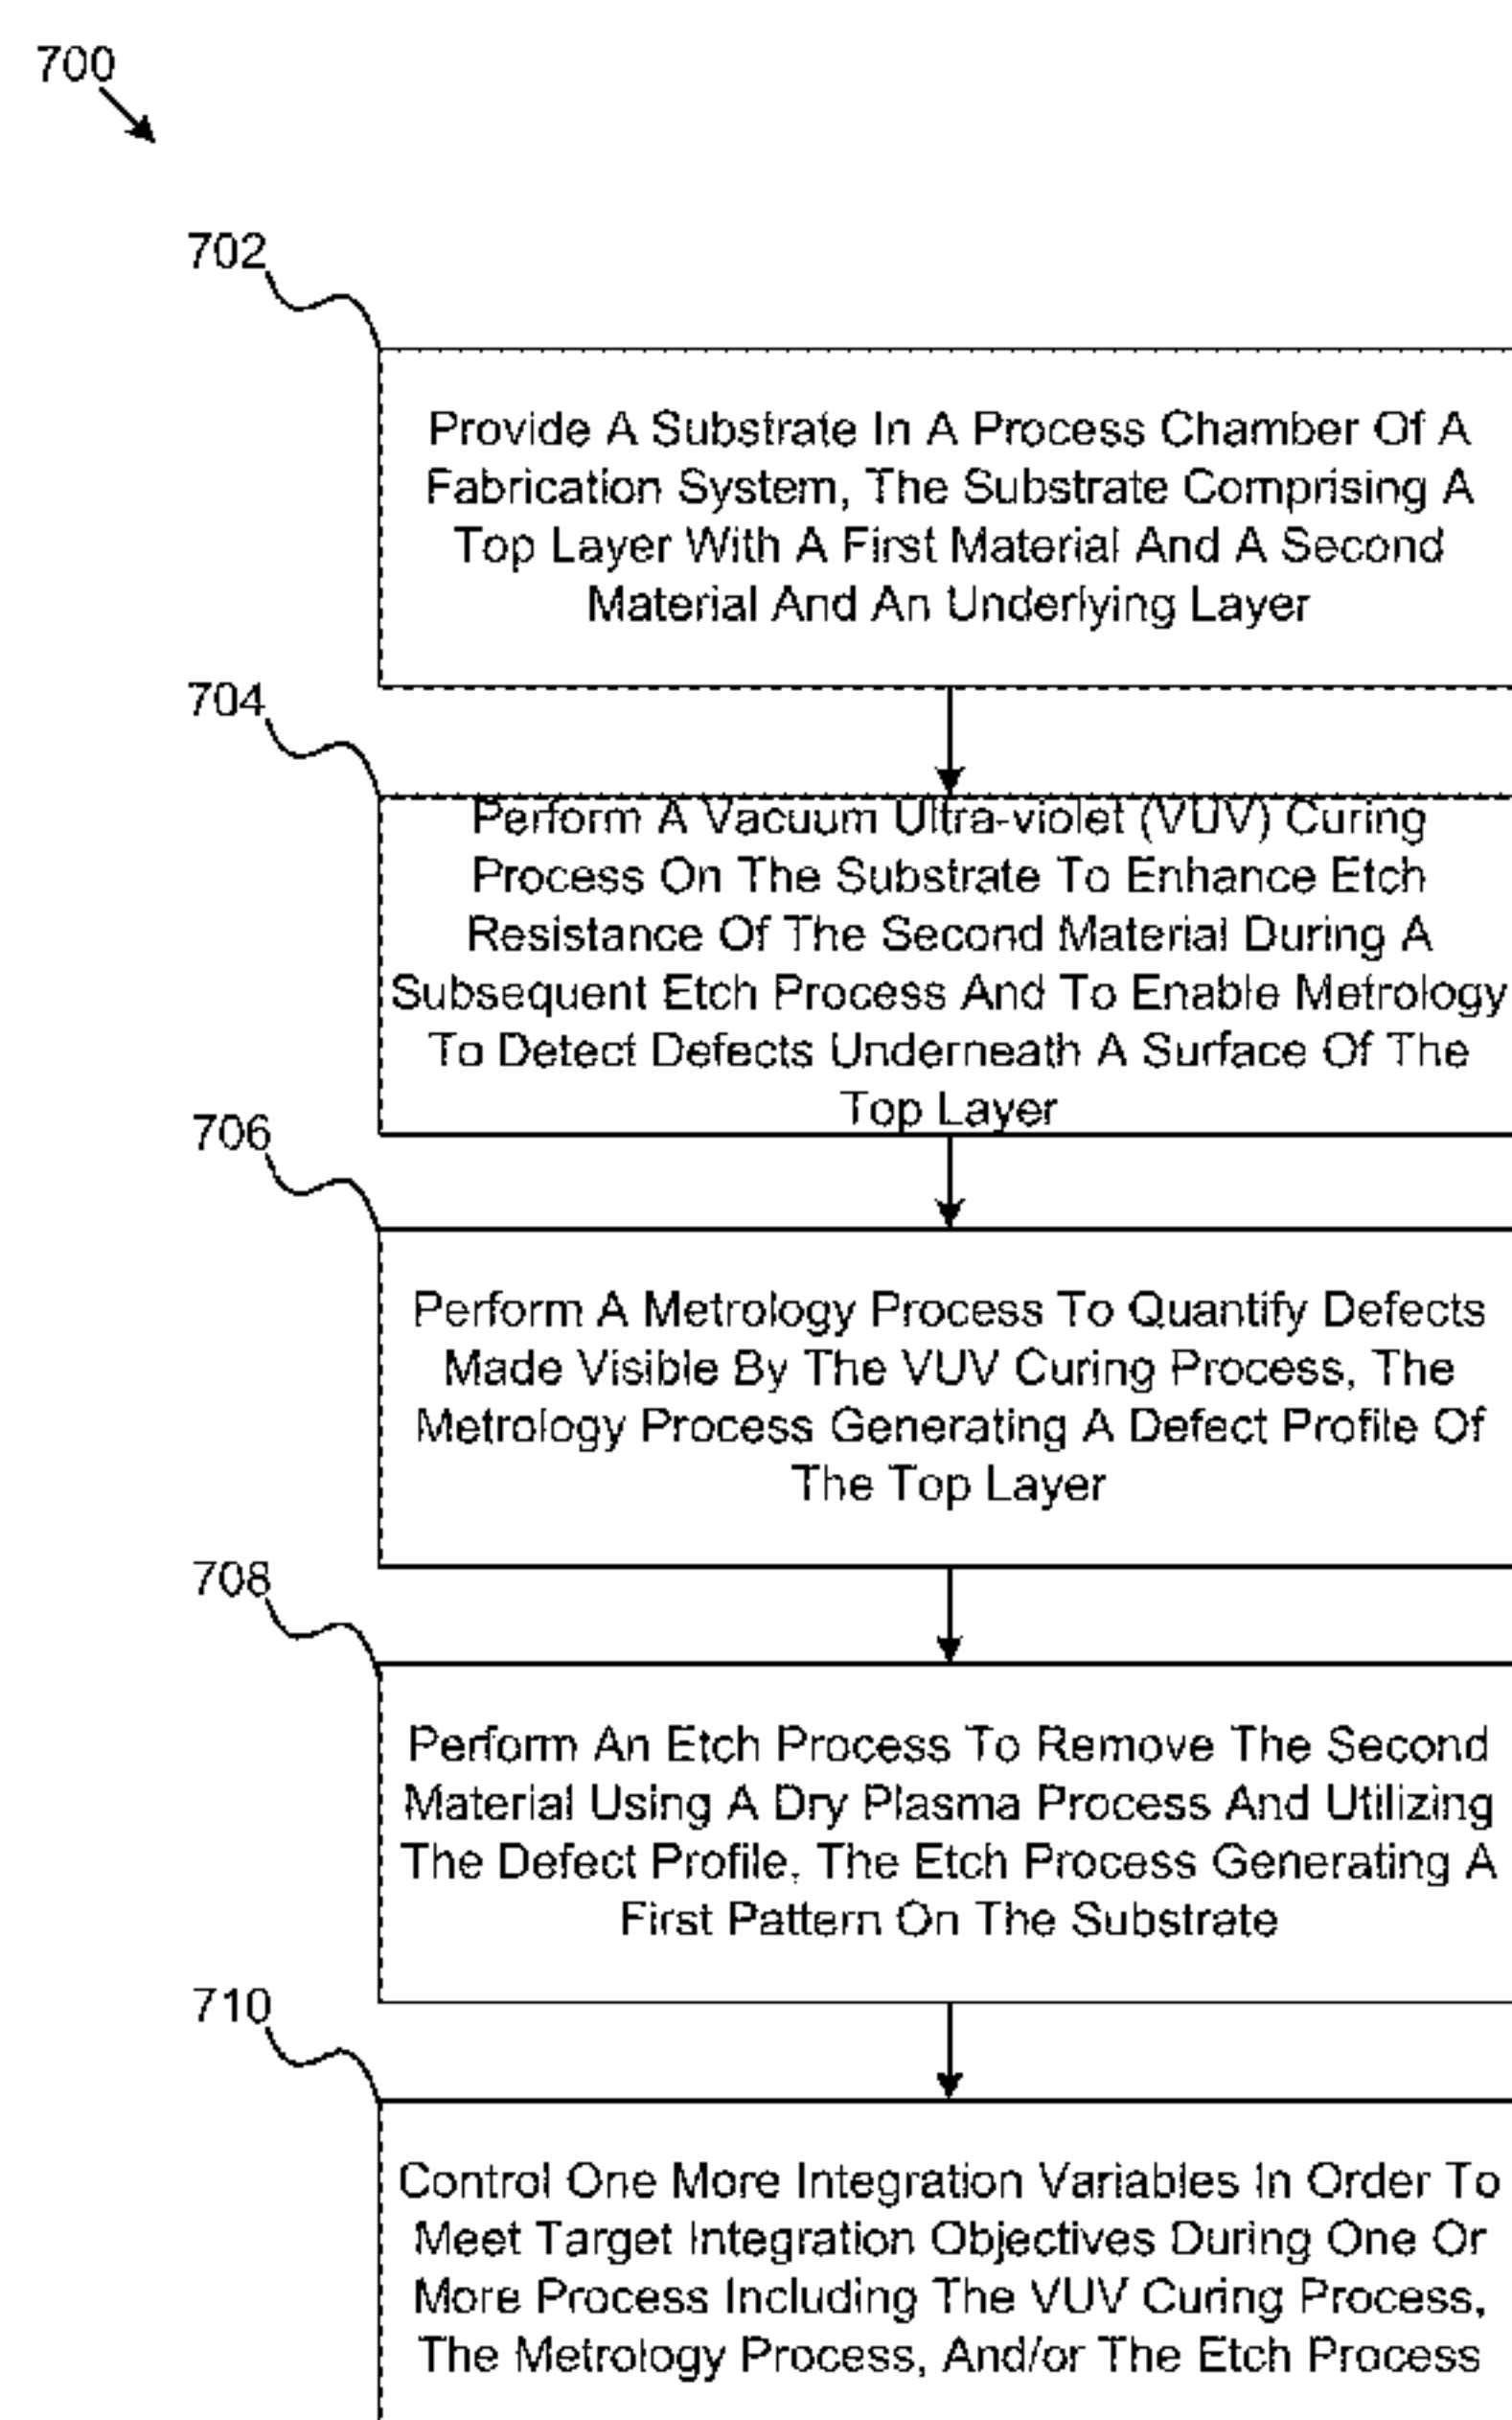 700
702
Provide A Substrate In A Process Chamber Of A
Fabrication System, The Substrate Comprising A
Top Layer With A First Material And A Second
Material And An Underlying Layer
704
Perform A Vacuum Ultra-violet (VUV) Curing
Process On The Substrate To Enhance Etch
Resistance Of The Second Material During A
Subsequent Etch Process And To Enable Metrology
To Detect Defects Underneath A Surface Of The
Top Layer
706
Perform A Metrology Process To Quantify Defects
Made Visible By The VUV Curing Process, The
Metrology Process Generating A Defect Profile Of
The Top Layer
708
Perform An Etch Process To Remove The Second
Material Using A Dry Plasma Process And Utilizing
The Defect Profile, The Etch Process Generating A
First Pattern On The Substrate
710
Control One More Integration Variables In Order To
Meet Target Integration Objectives During One Or
More Process Including The VUV Curing Process,
The Metrology Process, And/or The Etch Process